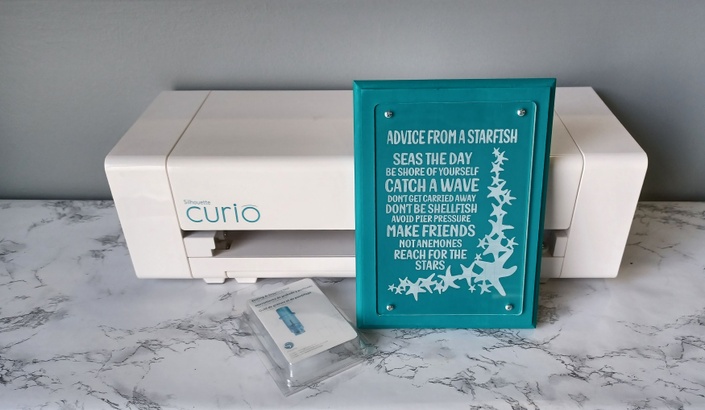 Silhouette
curio
ADVICE FROM A STARFISH
SEAS THE DAY
BE SHORE OF YOURSELF
CATCH A WAVE
DON'T GET CARRIED AWAY
DON'T BE SHELLFISH
AVOID PIER PRESSURE
MAKE FRIENDS
NOT ANEMONES
REACH FOR THE
STARS